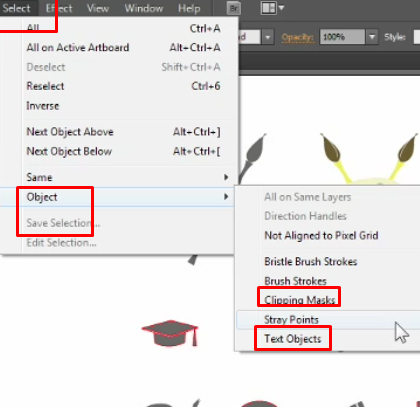 Select Effect View Window Help Br
All Ctrl+A
All on Active Artboard Alt+Ctrl+A
Deselect Shift+Ctrl+A
Reselect Ctrl+6
Inverse
Next Object Above Alt+Ctrl+]
Next Object Below Alt+Ctrl+[
Same
Object
Save Selection...
Edit Selection...
Opacity: 100% Style:
All on Same Layers
Direction Handles
Not Aligned to Pixel Grid
Bristle Brush Strokes
Brush Strokes
Clipping Masks
Stray Points
Text Objects